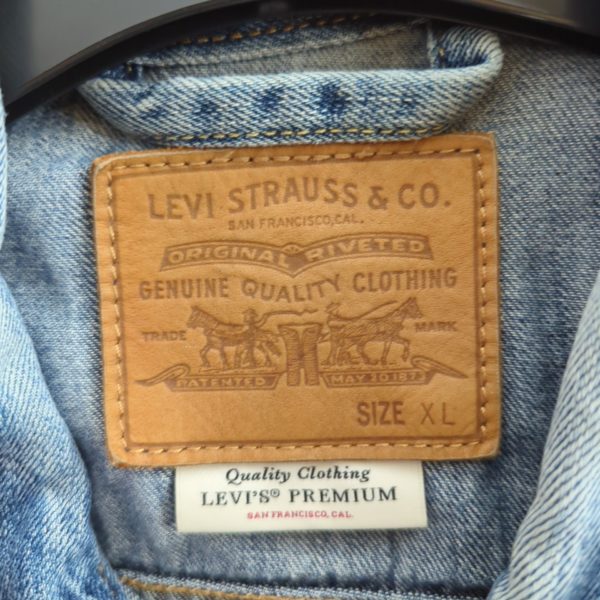 LEVI STRAUSS & CO.
SAN FRANCISCO, CAL.
ORIGINAL RIVETED
GENUINE QUALITY CLOTHING
TRADE MARK
PATENTED MAY 20 1873
SIZE XL
Quality Clothing
LEVI'S® PREMIUM
SAN FRANCISCO, CAL.